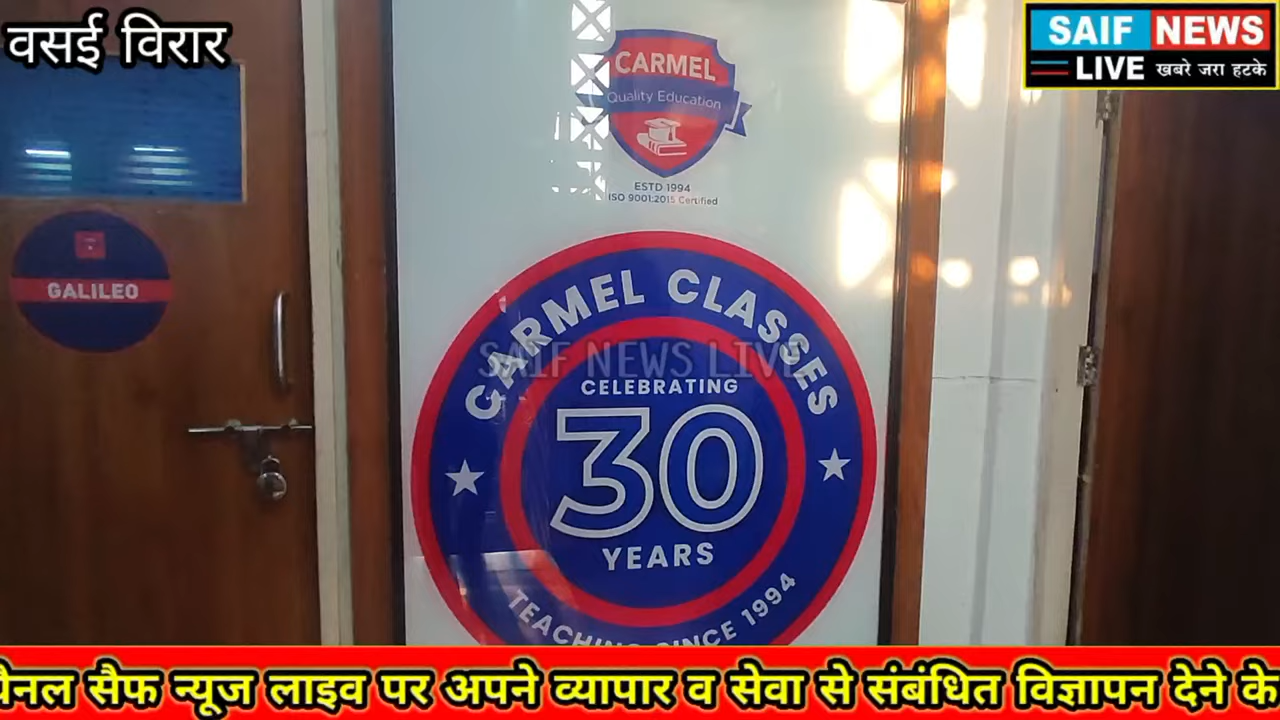 वसई विरार
SAIF NEWS
LIVE खबरे जरा हटके
CARMEL
Quality Education
ESTD 1994
ISO 9001:2015 Certified
GALILEO
CARMEL CLASSES
SAIF NEWS LIVE
CELEBRATING
30
YEARS
TEACHING SINCE 1994
चैनल सैफ न्यूज लाइव पर अपने व्यापार व सेवा से संबंधित विज्ञापन देने के